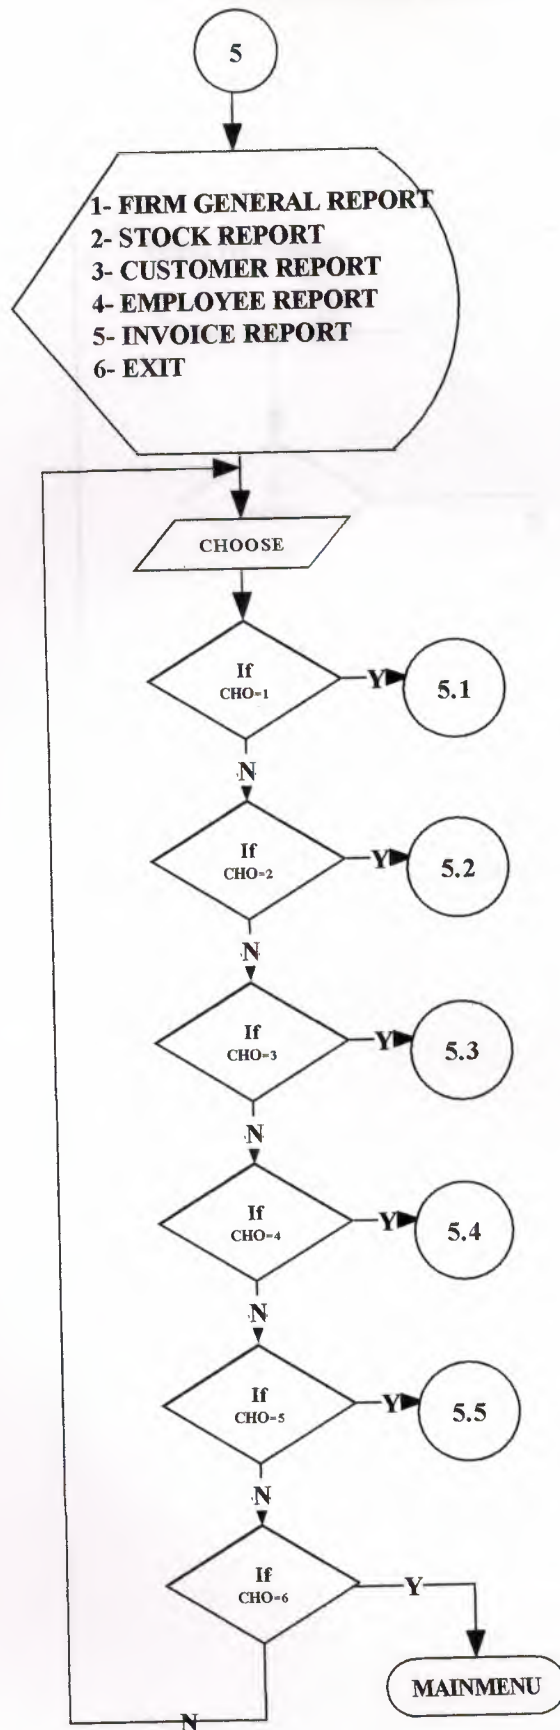 5
1- FIRM GENERAL REPORT
2- STOCK REPORT
3- CUSTOMER REPORT
4- EMPLOYEE REPORT
5- INVOICE REPORT
6- EXIT
CHOOSE
If
CHO=1
Y
5.1
N
If
CHO=2
Y
5.2
N
If
CHO=3
Y
5.3
N
If
CHO=4
Y
5.4
N
If
CHO=5
Y
5.5
N
If
CHO=6
Y
MAINMENU
N